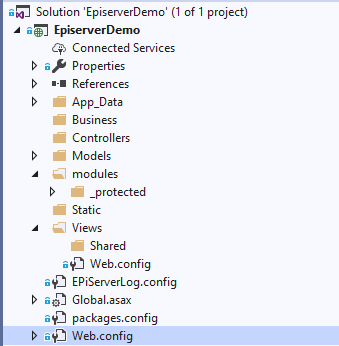 Solution 'EpiserverDemo' (1 of 1 project)
EpiserverDemo
Connected Services
Properties
References
App_Data
Business
Controllers
Models
modules
_protected
Static
Views
Shared
Web.config
EPiServerLog.config
Global.asax
packages.config
Web.config